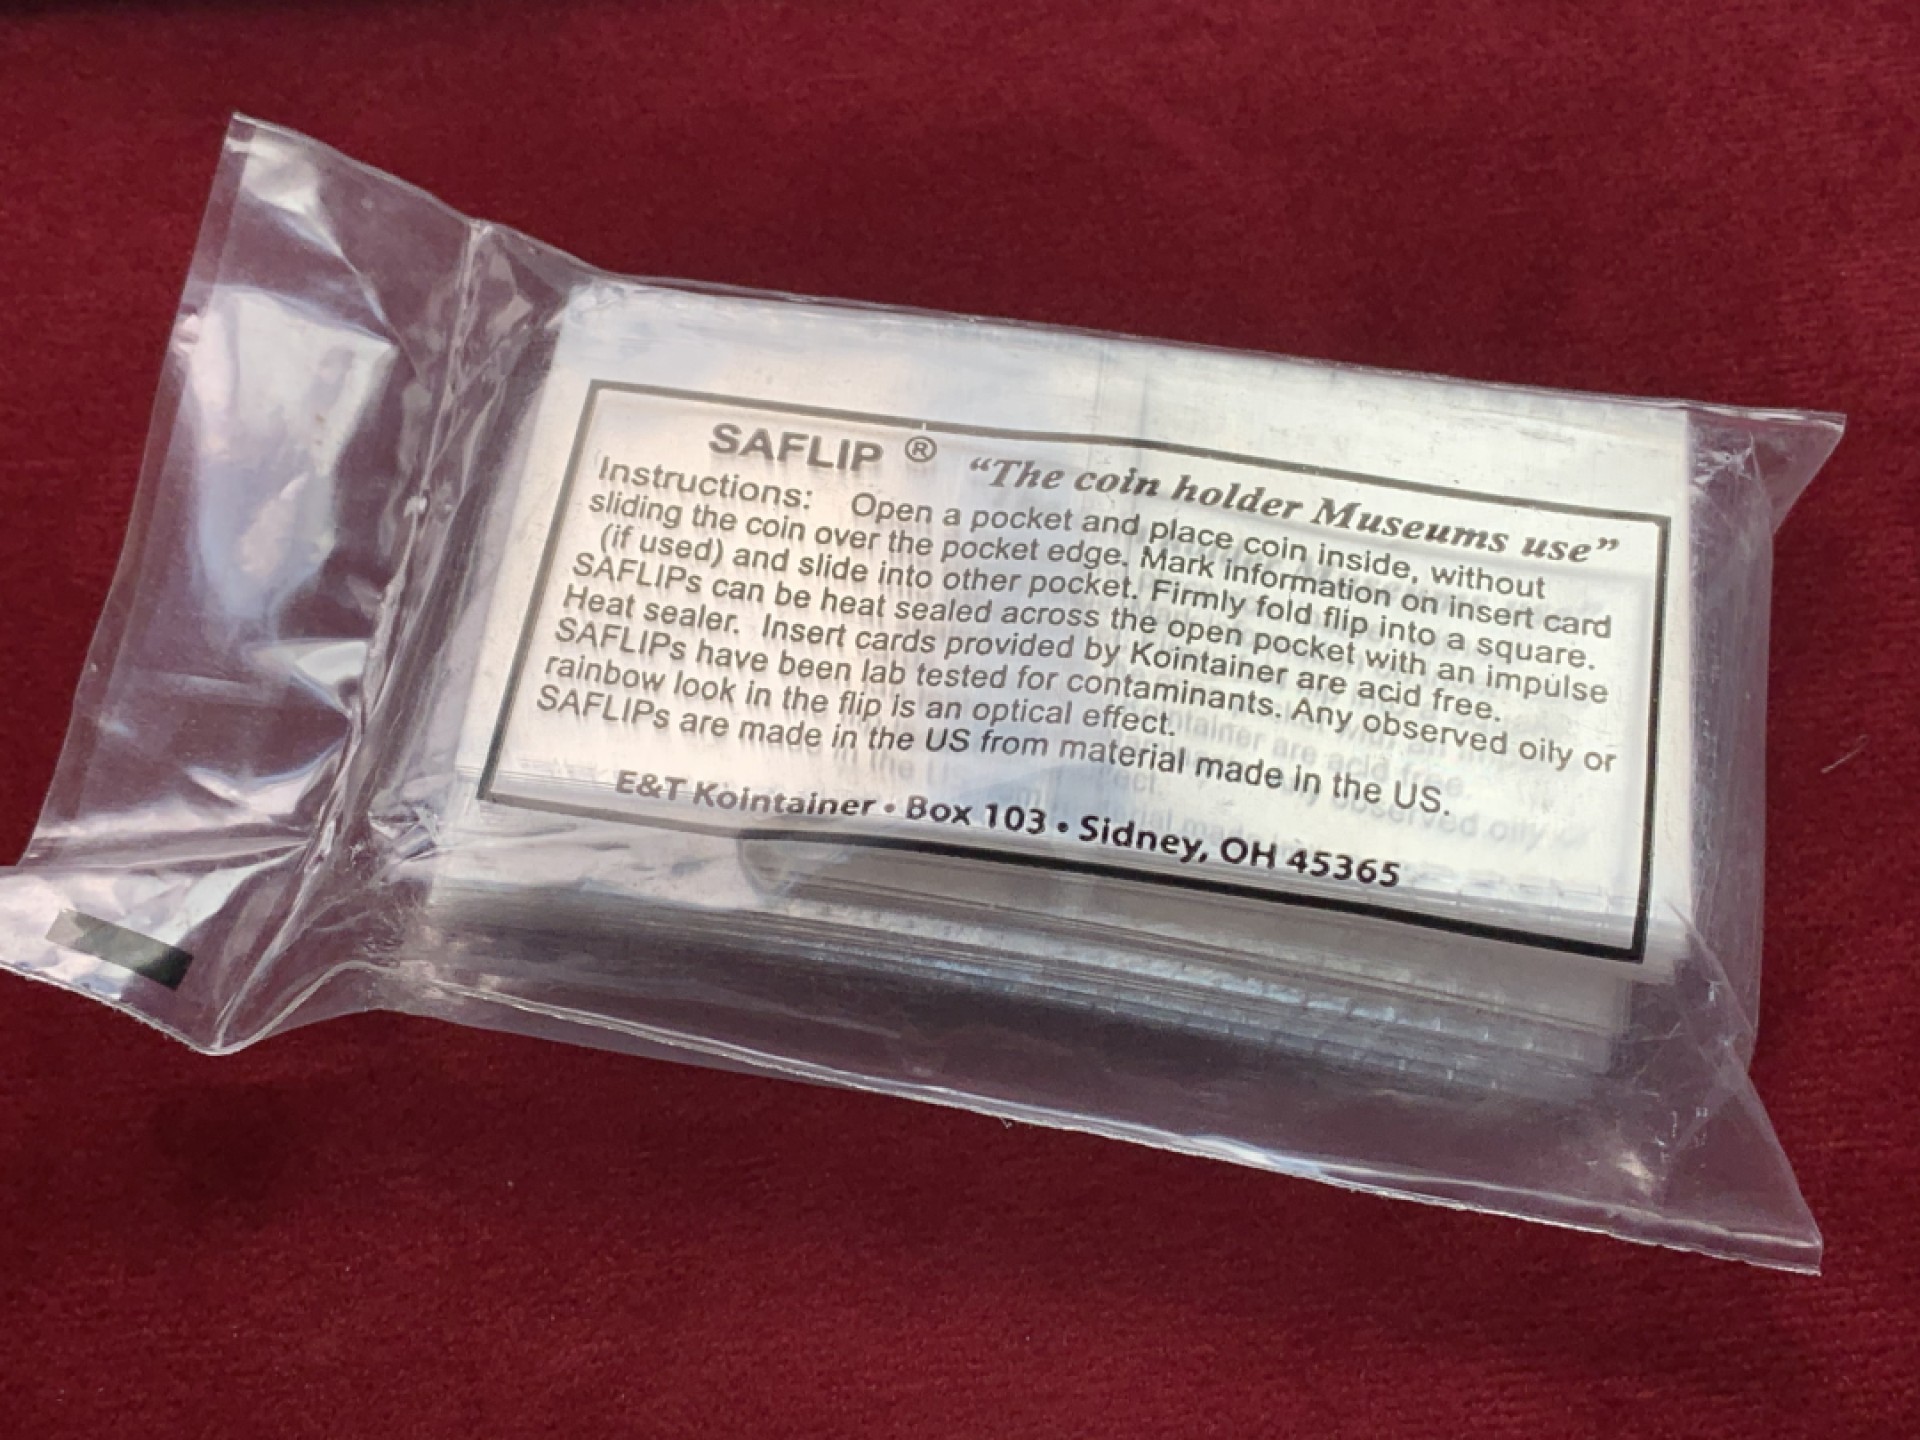 SAFLIP ® “The coin holder Museums use”
Instructions: Open a pocket and place coin inside, without
sliding the coin over the pocket edge. Mark information on insert card
(if used) and slide into other pocket. Firmly fold flip into a square.
SAFLIPs can be heat sealed across the open pocket with an impulse
Heat sealer. Insert cards provided by Kointainer are acid free.
SAFLIPs have been lab tested for contaminants. Any observed oily or
rainbow look in the flip is an optical effect.
SAFLIPs are made in the US from material made in the US.
E&T Kointainer • Box 103 • Sidney, OH 45365